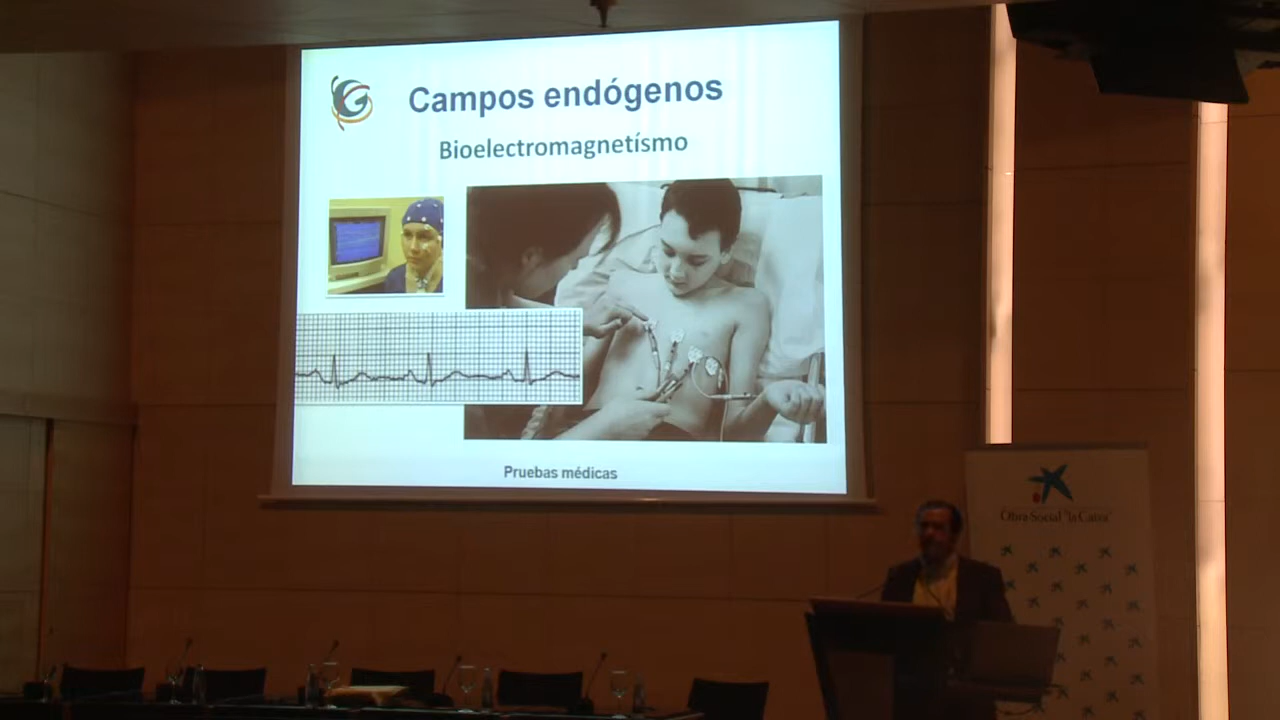 Campos endógenos
Bioelectromagnetísmo
Pruebas médicas
Obra Social "la Caixa"